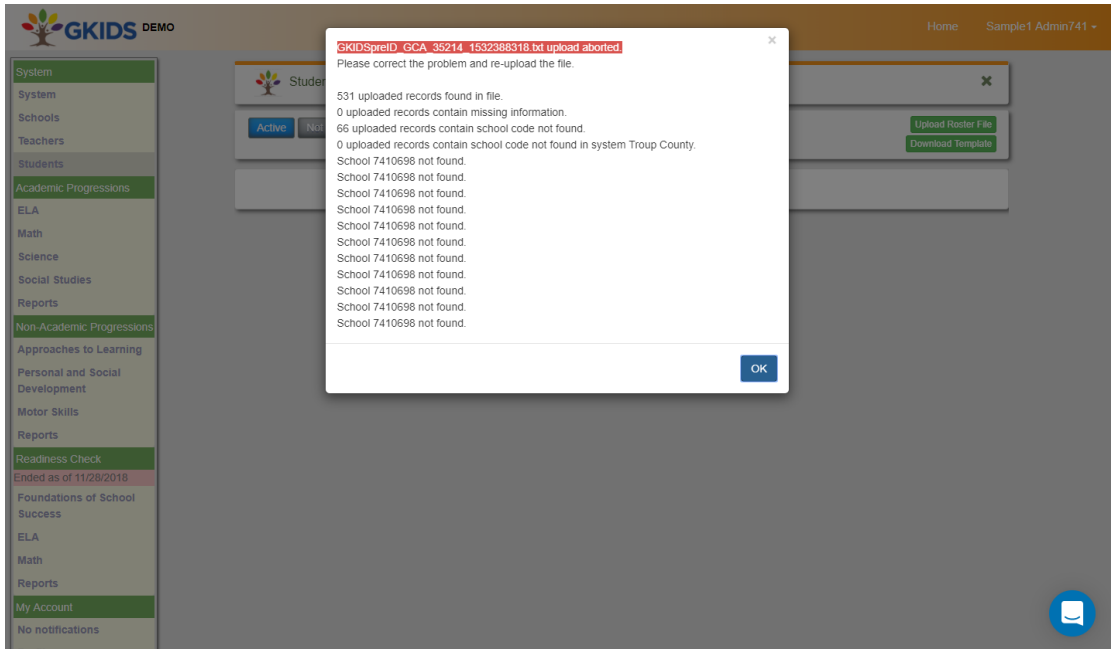 GKIDS DEMO
Home Sample1 Admin741
GKIDSpreID_GCA_35214_1532388318.txt upload aborted.
×
Please correct the problem and re-upload the file.
531 uploaded records found in file.
0 uploaded records contain missing information.
66 uploaded records contain school code not found.
0 uploaded records contain school code not found in system Troup County.
School 7410698 not found.
School 7410698 not found.
School 7410698 not found.
School 7410698 not found.
School 7410698 not found.
School 7410698 not found.
School 7410698 not found.
School 7410698 not found.
School 7410698 not found.
School 7410698 not found.
School 7410698 not found.
OK
System
System
Schools
Teachers
Students
Academic Progressions
ELA
Math
Science
Social Studies
Reports
Non-Academic Progressions
Approaches to Learning
Personal and Social
Development
Motor Skills
Reports
Readiness Check
Ended as of 11/28/2018
Foundations of School
Success
ELA
Math
Reports
My Account
No notifications
Studen
Active Not
Upload Roster File
Download Template